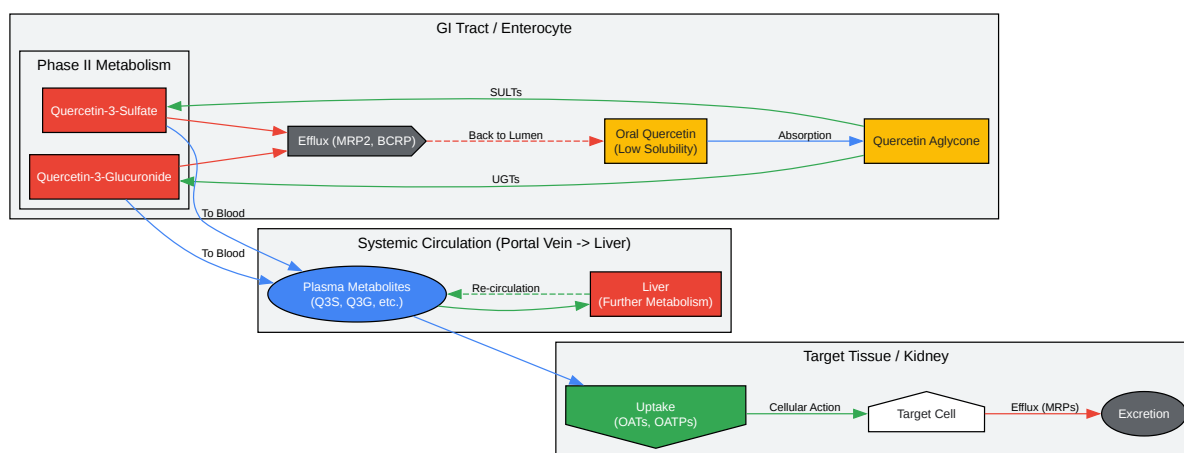 GI Tract / Enterocyte
Phase II Metabolism
Quercetin-3-Sulfate
SULTs
Efflux (MRP2, BCRP)
Back to Lumen
Oral Quercetin
(Low Solubility)
Absorption
Quercetin Aglycone
Quercetin-3-Glucuronide
UGTs
To Blood
To Blood
Systemic Circulation (Portal Vein -> Liver)
Plasma Metabolites
(Q3S, Q3G, etc.)
Re-circulation
Liver
(Further Metabolism)
Target Tissue / Kidney
Uptake
(OATs, OATPs)
Cellular Action
Target Cell
Efflux (MRPs)
Excretion